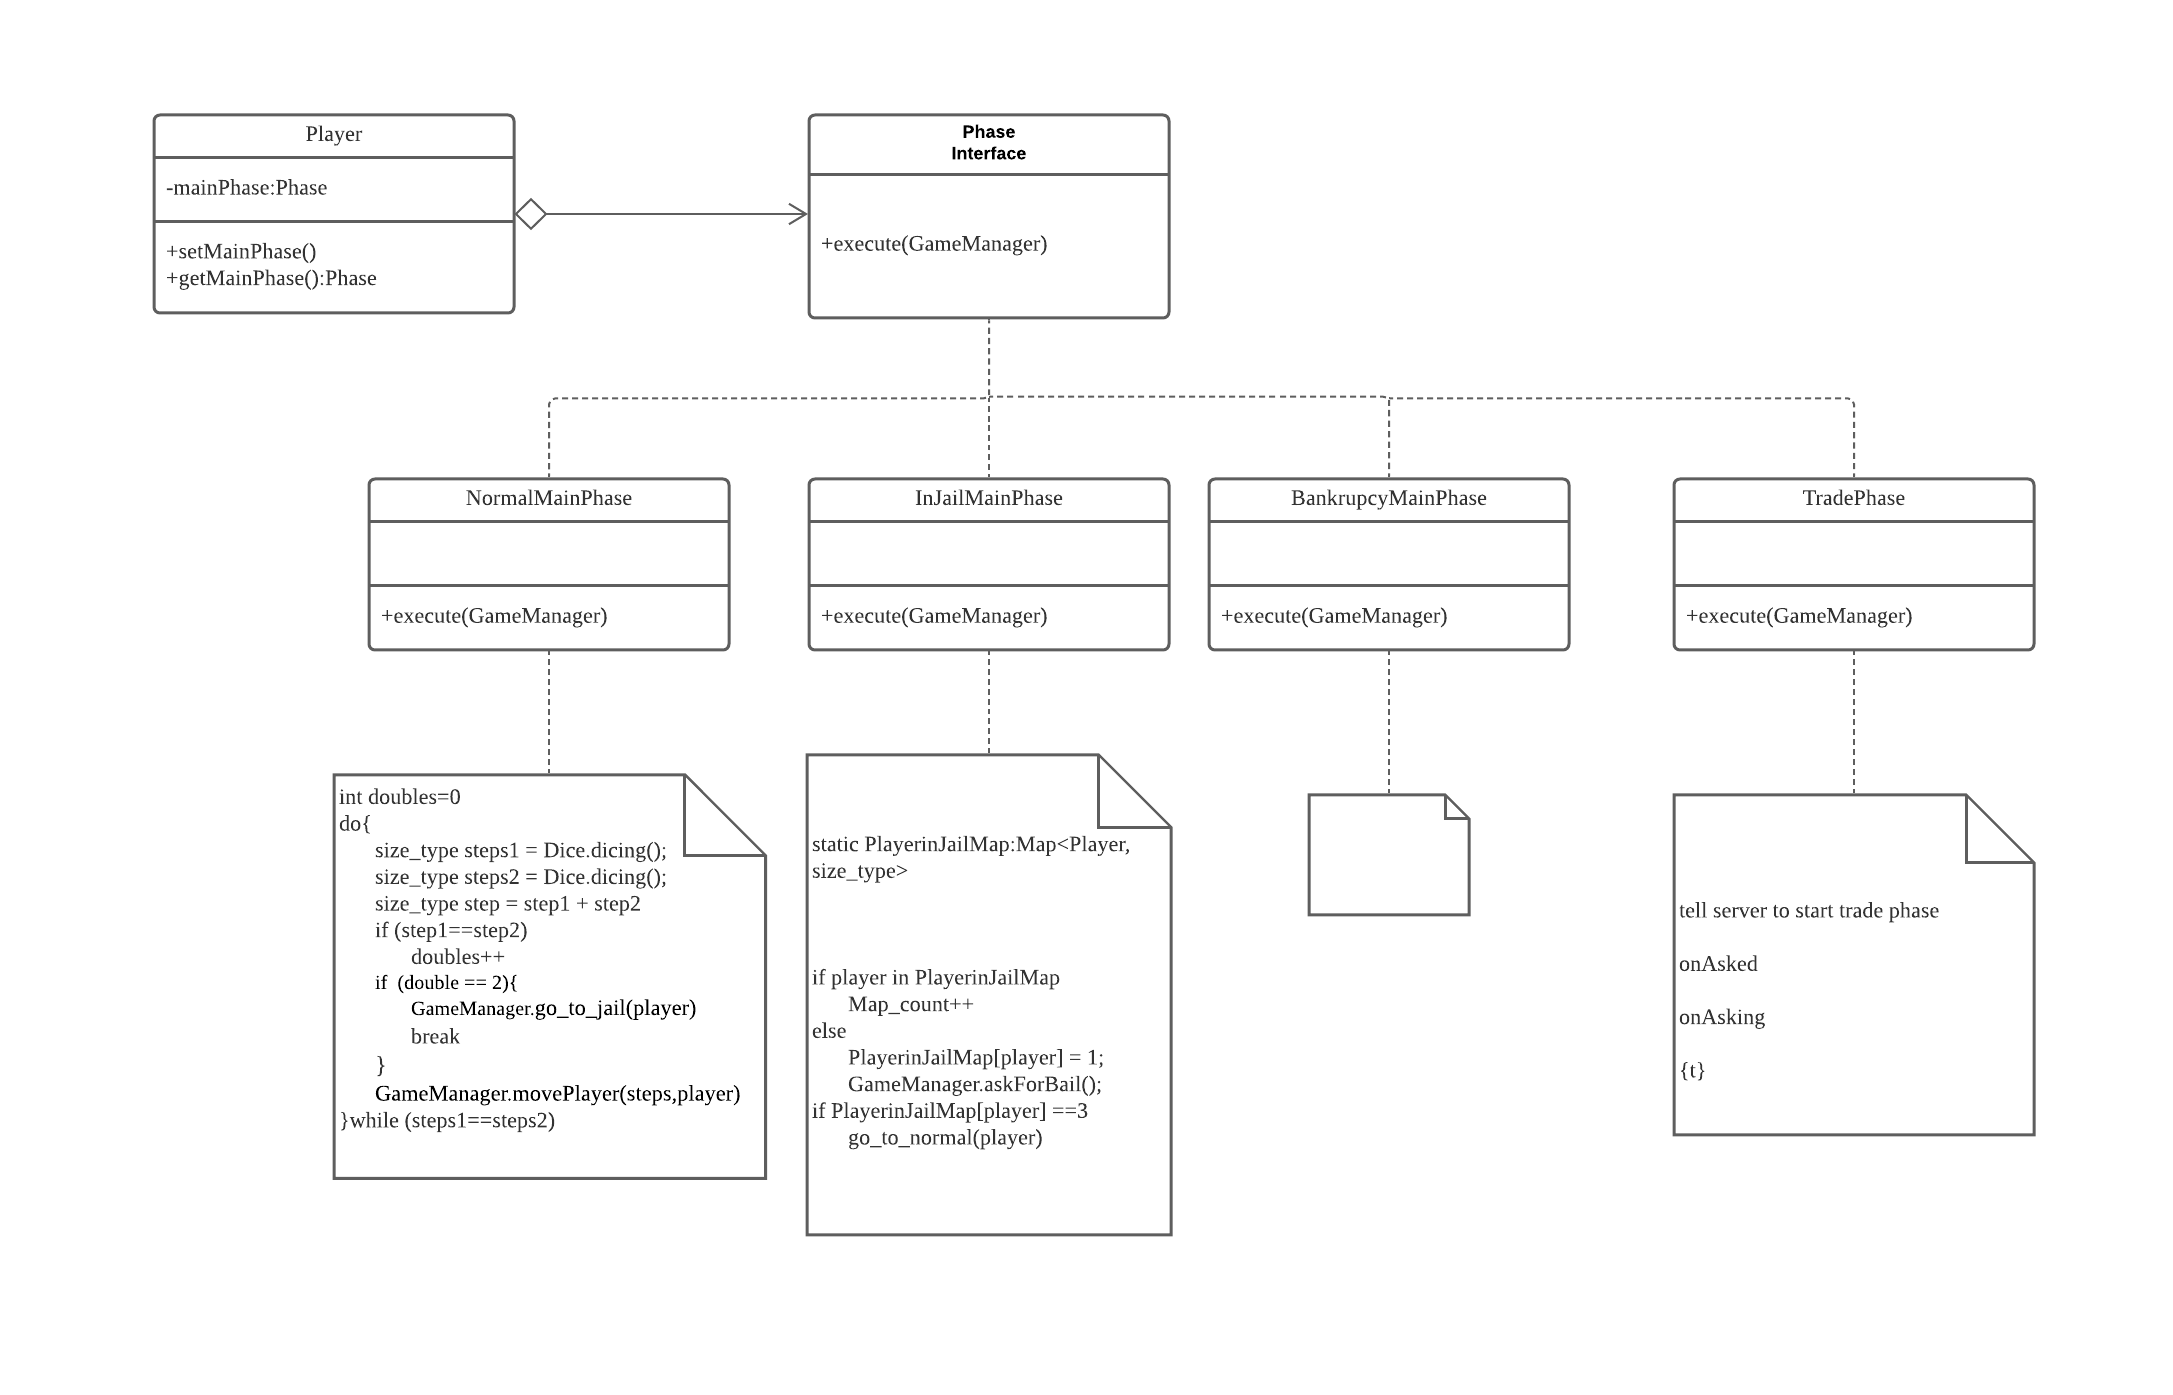 Player
-mainPhase:Phase
+setMainPhase()
+getMainPhase():Phase
Phase
Interface
+execute(GameManager)
NormalMainPhase
+execute(GameManager)
InJailMainPhase
+execute(GameManager)
BankrupcyMainPhase
+execute(GameManager)
TradePhase
+execute(GameManager)
int doubles=0
do{
size_type steps1 = Dice.dicing();
size_type steps2 = Dice.dicing();
size_type step = step1 + step2
if (step1==step2)
doubles++
if  (double == 2){
GameManager.go_to_jail(player)
break
}
GameManager.movePlayer(steps,player)
}while (steps1==steps2)
static PlayerinJailMap:Map<Player,
size_type>
if player in PlayerinJailMap
Map_count++
else
PlayerinJailMap[player] = 1;
GameManager.askForBail();
if PlayerinJailMap[player] ==3
go_to_normal(player)
tell server to start trade phase
onAsked
onAsking
{t}